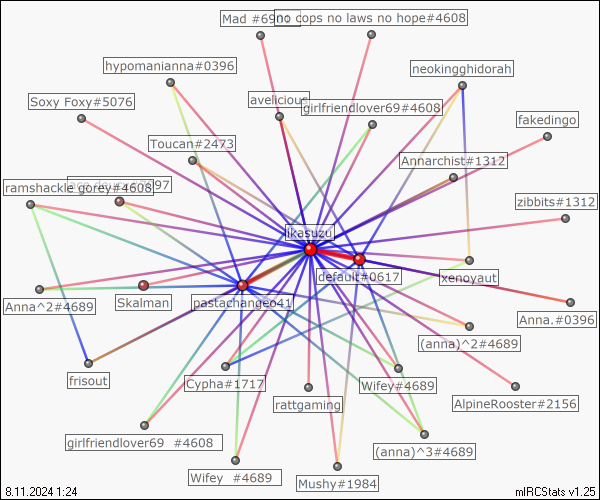 Mad #69
no cops no laws no hope#4608
hypomanianna#0396
neokingghidorah
Soxy Foxy#5076
avelicious
girlfriendlover69#4608
fakedingo
Toucan#2473
Annarchist#1312
ramshackle gorey#4608
097
zibbits#1312
ikasuzu
default#0617
xenoyaut
Anna^2#4689
Skalman
pastachangeo41
Anna.#0396
(anna)^2#4689
frisout
Cypha#1717
Wifey#4689
rattgaming
AlpineRooster#2156
girlfriendlover69 #4608
(anna)^3#4689
Wifey #4689
Mushy#1984
8.11.2024 1:24
mIRCStats v1.25